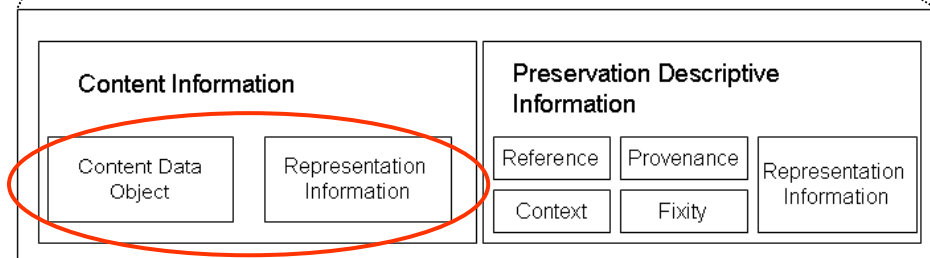 Content Information
Content Data
Object
Representation
Information
Preservation Descriptive
Information
Reference
Provenance
Context
Fixity
Representation
Information